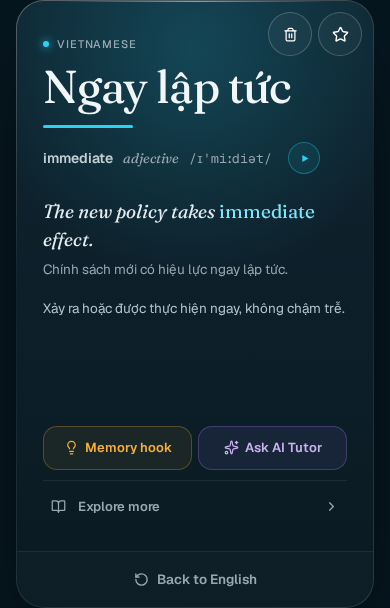 VIETNAMESE
Ngay lập tức
immediate adjective /ɪˈmiːdiət/
The new policy takes immediate
effect.
Chính sách mới có hiệu lực ngay lập tức.
Xảy ra hoặc được thực hiện ngay, không chậm trễ.
Memory hook
Ask AI Tutor
Explore more
Back to English